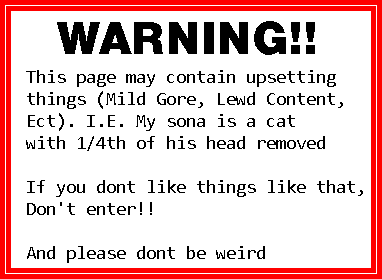 WARNING!!
This page may contain upsetting
things (Mild Gore, Lewd Content,
Ect). I.E. My sona is a cat
with 1/4th of his head removed
If you dont like things like that,
Don't enter!!
And please dont be weird